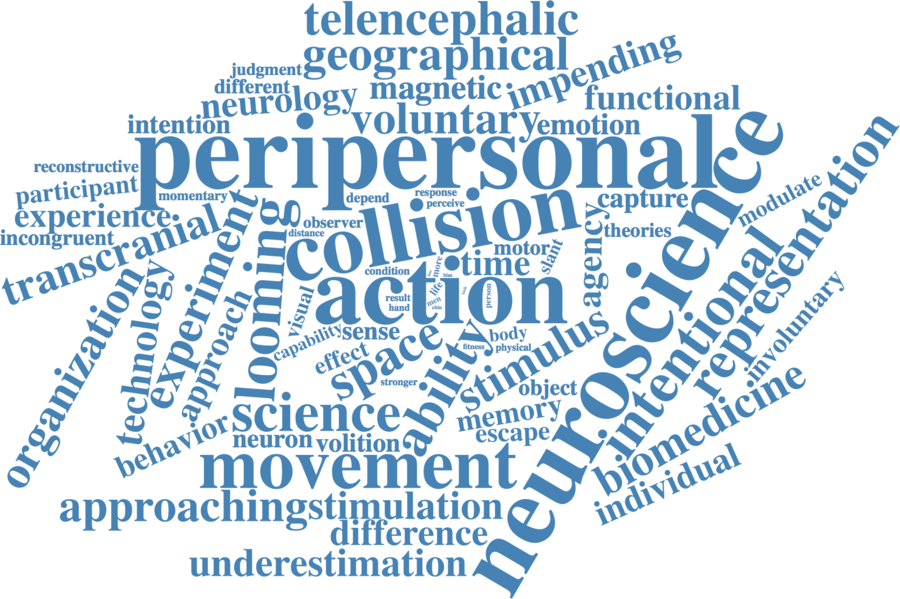 telencephalic
geographical
impending
judgment
different
neurology
magnetic
functional
intention
voluntary
emotion
peripersonal
neuroscience
representation
reconstructive
participant
momentary
depend
response
perceive
capture
modulate
experience
incongruent
transcranial
experiment
looming
observer
distance
collision
motor
slant
agency
theories
intentional
organization
technology
approach
visual
condition
more
time
action
life
men
result
hand
person
capability
sense
effect
space
ability
body
fitness
physical
stimulus
stronger
object
involuntary
behavior
science
memory
escape
biomedicine
neuron
volition
movement
individual
approaching
stimulation
difference
underestimation